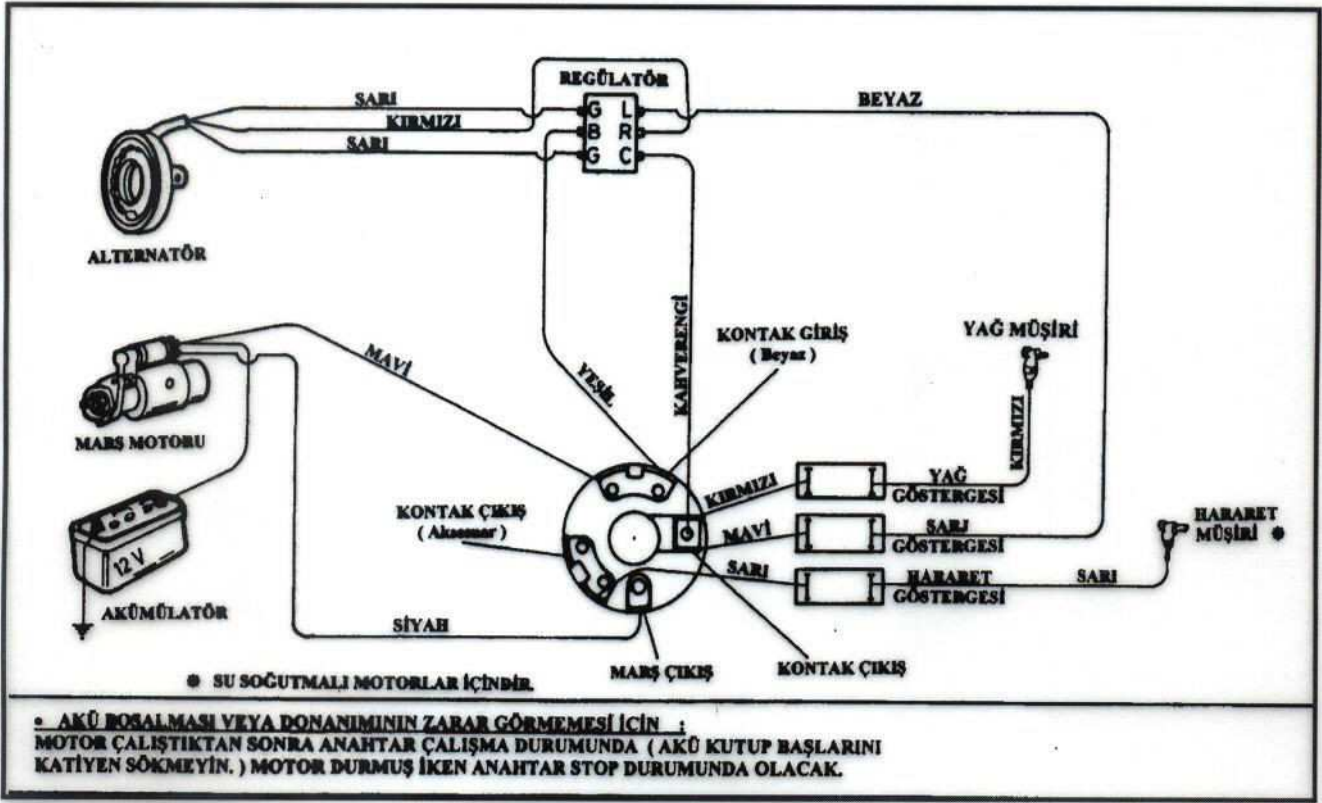 REGÜLATÖR
SARI
KIRMIZI
SARI
G L
B R
G C
BEYAZ
ALTERNATÖR
MAVİ
YEŞİL
KAHVERENGİ
KONTAK GİRİŞ
( Beyaz )
YAĞ MÜŞİRİ
KIRMIZI
MARŞ MOTORU
KONTAK ÇIKIŞ
( Aksesuar )
KIRMIZI
YAĞ
GÖSTERGESİ
MAVİ
ŞARJ
GÖSTERGESİ
SARI
HARARET
GÖSTERGESİ
SARI
HARARET
MÜŞİRİ *
12 V
AKÜMÜLATÖR
SİYAH
MARŞ ÇIKIŞ
KONTAK ÇIKIŞ
* SU SOĞUTMALI MOTORLAR İÇİNDİR.
• AKÜ BOŞALMASI VEYA DONANIMININ ZARAR GÖRMEMESİ İÇİN :
MOTOR ÇALIŞTIKTAN SONRA ANAHTAR ÇALIŞMA DURUMUNDA ( AKÜ KUTUP BAŞLARINI
KATİYEN SÖKMEYİN. ) MOTOR DURMUŞ İKEN ANAHTAR STOP DURUMUNDA OLACAK.